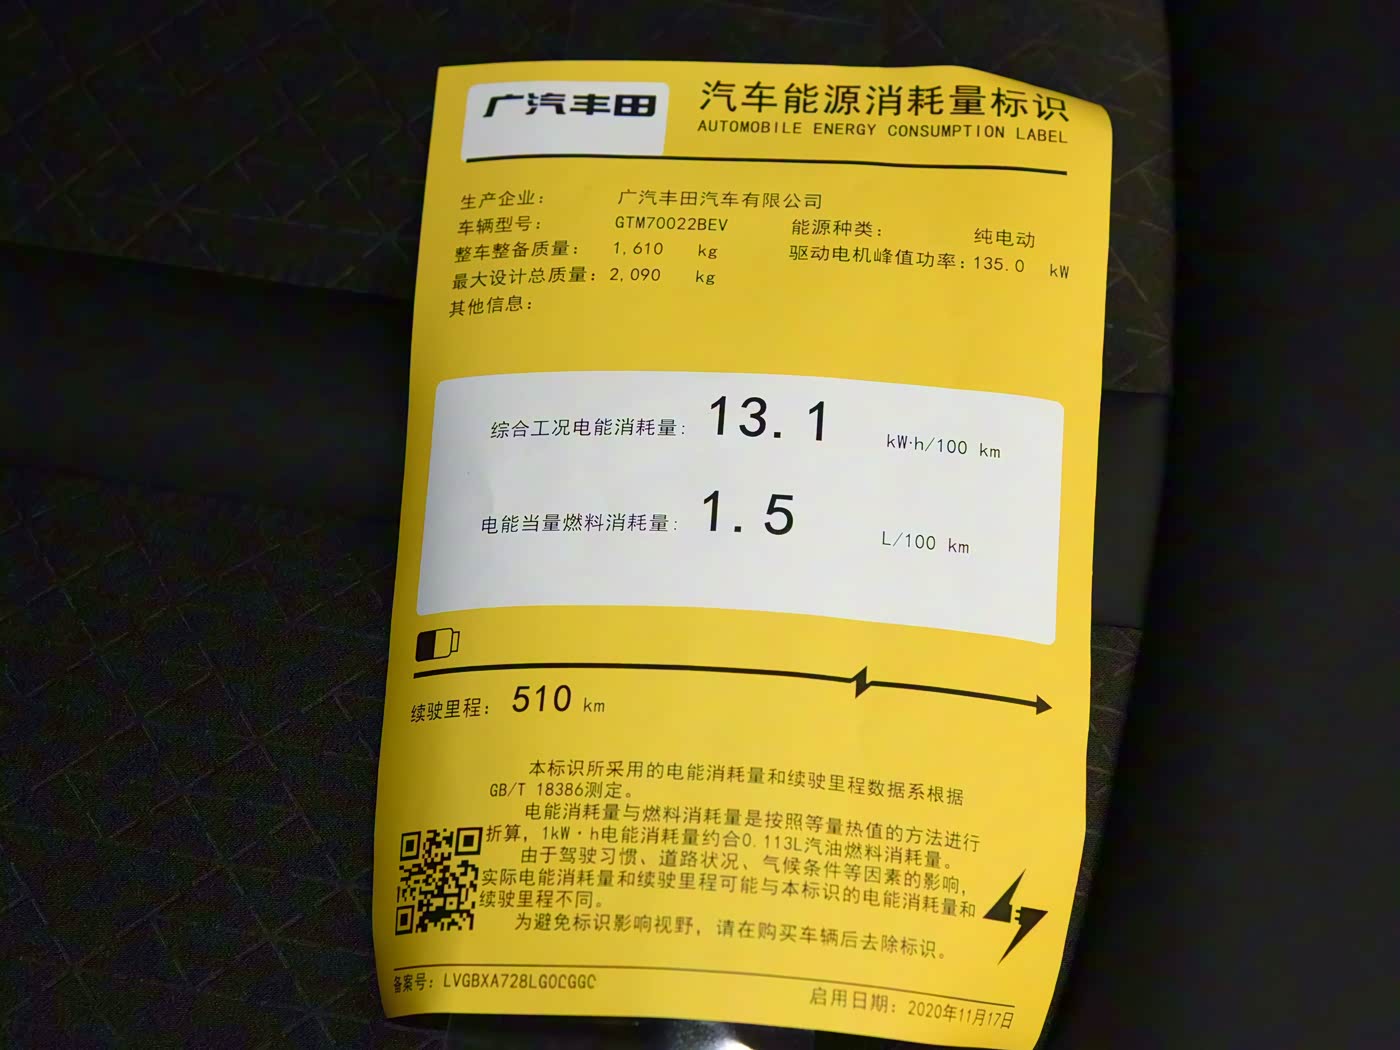 广汽丰田
汽车能源消耗量标识
AUTOMOBILE ENERGY CONSUMPTION LABEL
生产企业： 广汽丰田汽车有限公司
车辆型号： GTM70022BEV 能源种类： 纯电动
整车整备质量： 1,610 kg 驱动电机峰值功率：135.0 kW
最大设计总质量：2,090 kg
其他信息：
综合工况电能消耗量： 13.1 kW·h/100 km
电能当量燃料消耗量： 1.5 L/100 km
续驶里程： 510 km
本标识所采用的电能消耗量和续驶里程数据系根据
GB/T 18386测定。
电能消耗量与燃料消耗量是按照等量热值的方法进行
折算，1kW·h电能消耗量约合0.113L汽油燃料消耗量。
由于驾驶习惯、道路状况、气候条件等因素的影响，
实际电能消耗量和续驶里程可能与本标识的电能消耗量和
续驶里程不同。
为避免标识影响视野，请在购买车辆后去除标识。
备案号：LVGBXA728LG0CGGC
启用日期：2020年11月17日